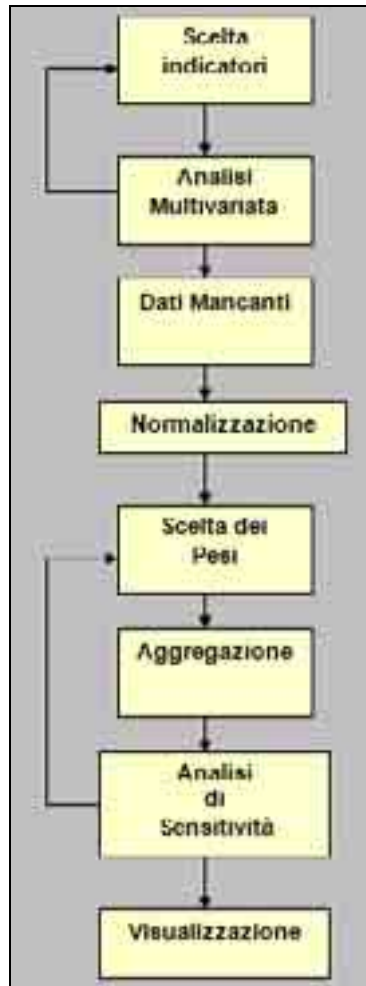 Scelta
indicatori
Analisi
Multivariata
Dati Mancanti
Normalizzazione
Scelta dei
Pesi
Aggregazione
Analisi
di
Sensitività
Visualizzazione